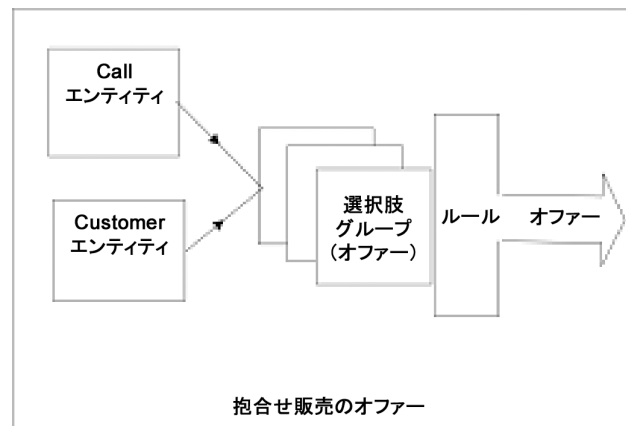 Call
エンティティ
Customer
エンティティ
選択肢
グループ
(オファー)
ルール
オファー
抱合せ販売のオファー